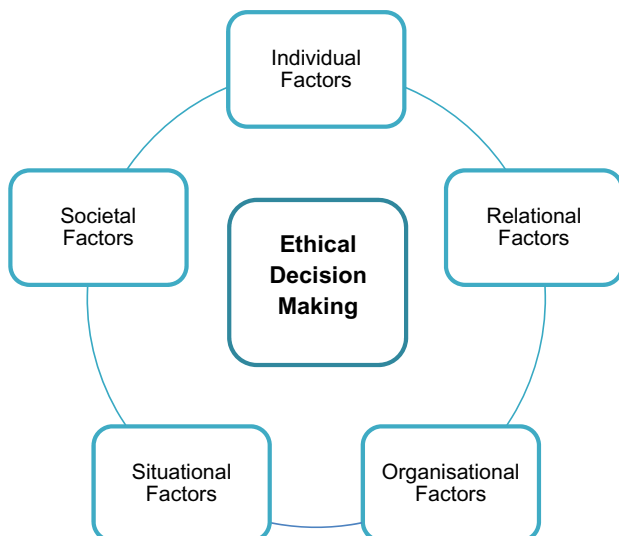 Individual
Factors
Societal
Factors
Relational
Factors
Ethical
Decision
Making
Situational
Factors
Organisational
Factors